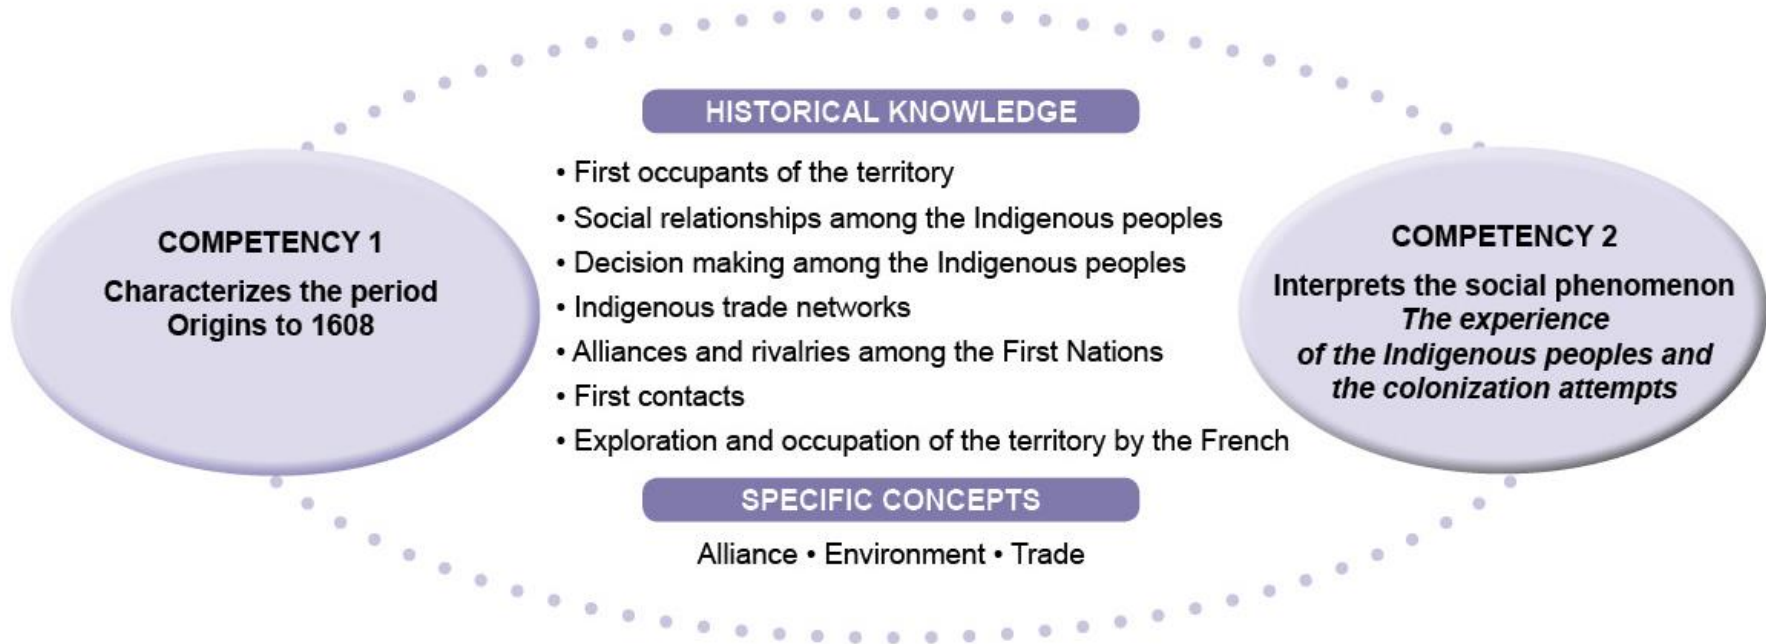 HISTORICAL KNOWLEDGE
• First occupants of the territory
• Social relationships among the Indigenous peoples
• Decision making among the Indigenous peoples
• Indigenous trade networks
• Alliances and rivalries among the First Nations
• First contacts
• Exploration and occupation of the territory by the French
COMPETENCY 1
Characterizes the period
Origins to 1608
COMPETENCY 2
Interprets the social phenomenon
The experience
of the Indigenous peoples and
the colonization attempts
SPECIFIC CONCEPTS
Alliance • Environment • Trade